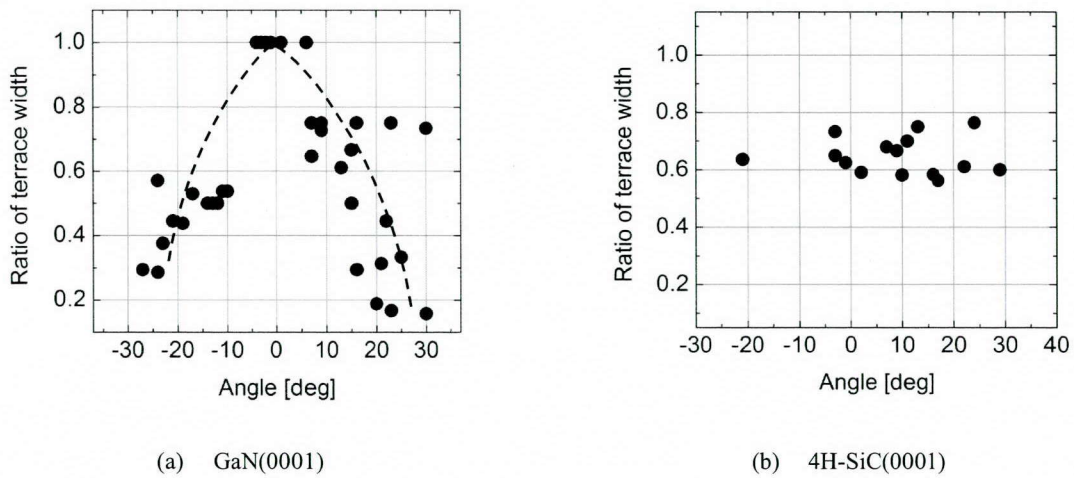 Ratio of terrace width
1.0
0.8
0.6
0.4
0.2
-30 -20 -10 0 10 20 30
Angle [deg]
(a) GaN(0001)
Ratio of terrace width
1.0
0.8
0.6
0.4
0.2
-30 -20 -10 0 10 20 30 40
Angle [deg]
(b) 4H-SiC(0001)